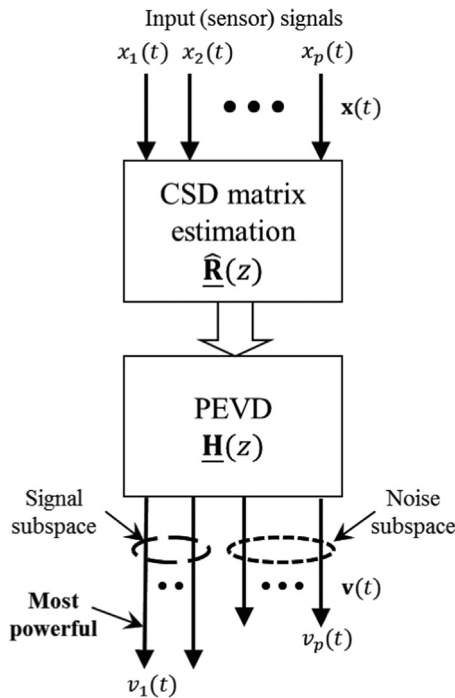 Input (sensor) signals
x₁(t) x₂(t) xₚ(t)
● ● ● 𝐱(t)
CSD matrix
estimation
𝐑̲̂(z)
PEVD
𝐇̲(z)
Signal
subspace
Noise
subspace
Most
powerful
𝐯(t)
v₁(t)
vₚ(t)